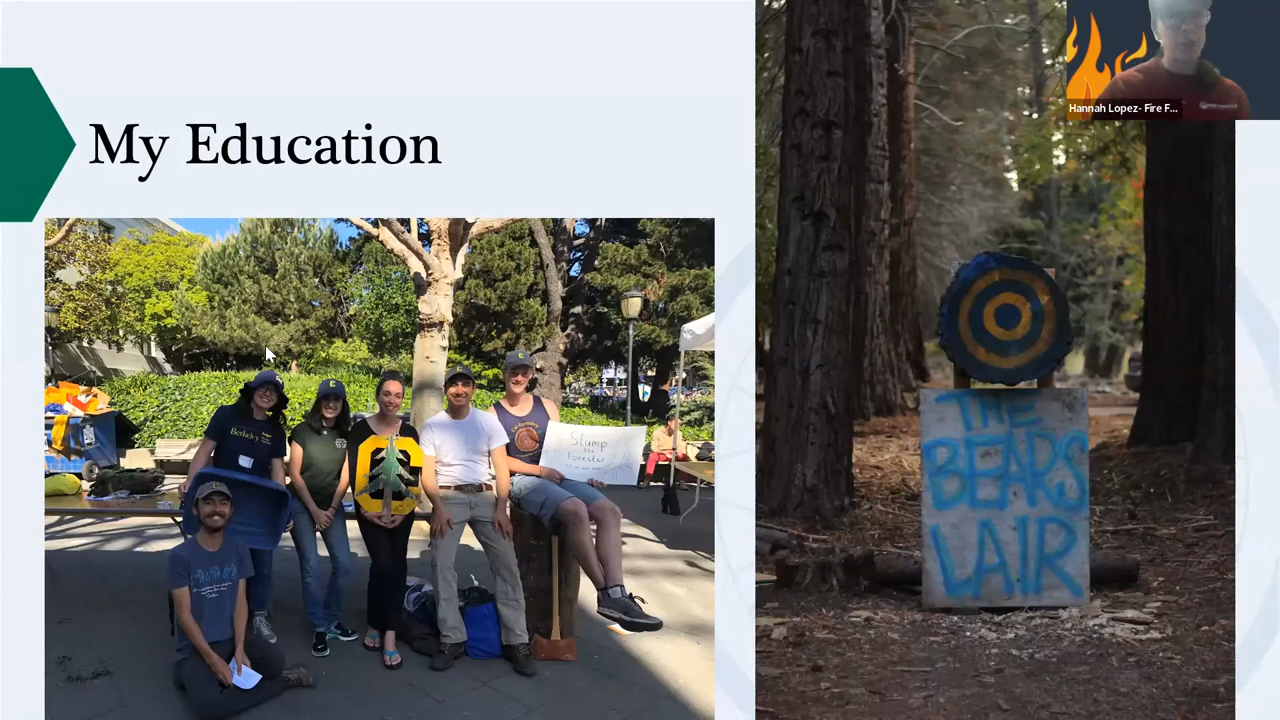 My Education
Hannah Lopez- Fire F...
Berkeley
Stump
the
Forester
THE
BEARS
LAIR